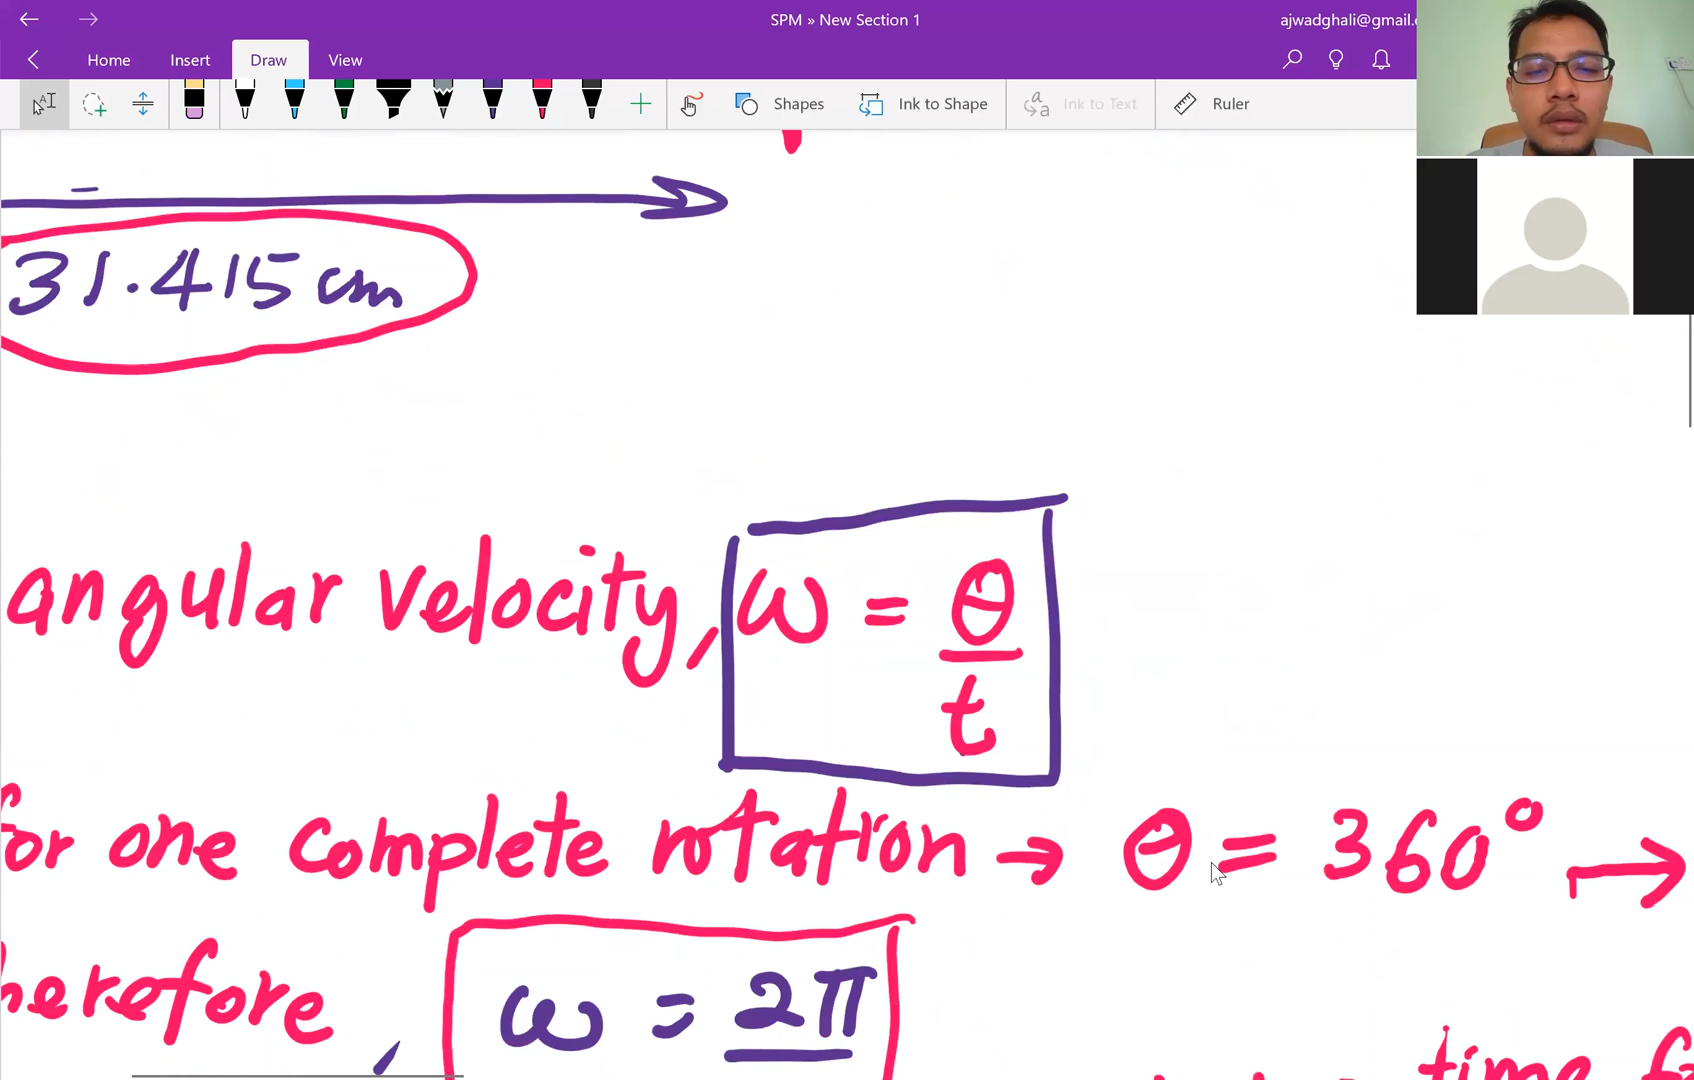 SPM » New Section 1
ajwadghali@gmail.c
Home Insert Draw View
Shapes Ink to Shape Ink to Text Ruler
31.415 cm
angular velocity, ω = θ
t
for one complete rotation → θ = 360° →
herefore, ω = 2π
time f